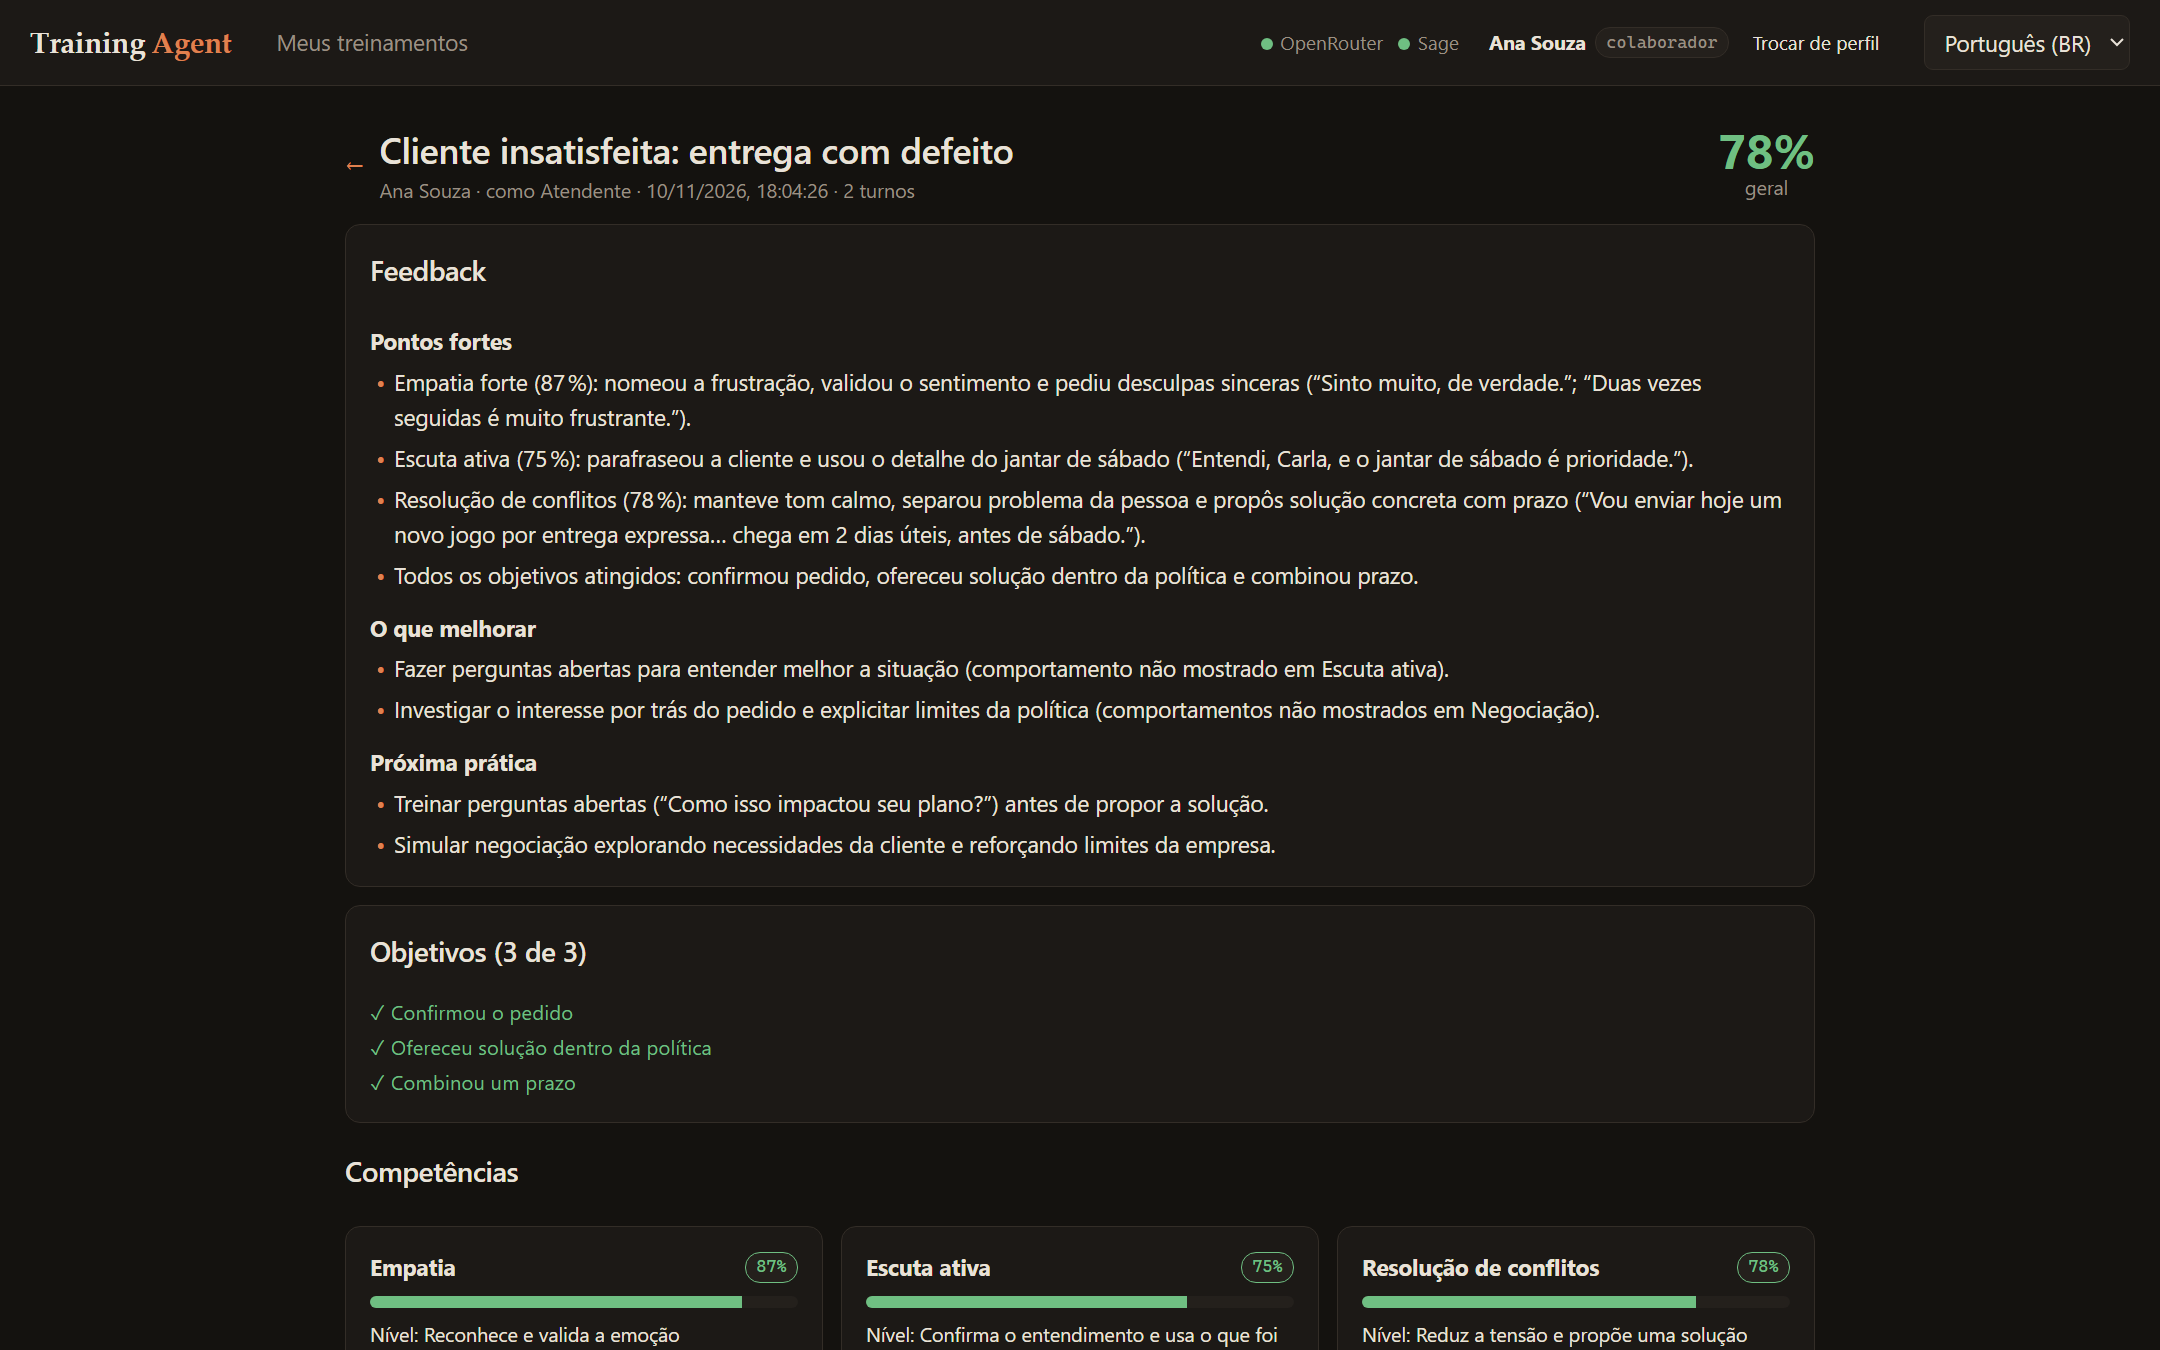 Training Agent
Meus treinamentos
OpenRouter
Sage
Ana Souza
colaborador
Trocar de perfil
Português (BR)
←
Cliente insatisfeita: entrega com defeito
Ana Souza · como Atendente · 10/11/2026, 18:04:26 · 2 turnos
78%
geral
Feedback
Pontos fortes
• Empatia forte (87 %): nomeou a frustração, validou o sentimento e pediu desculpas sinceras (“Sinto muito, de verdade.”; “Duas vezes
seguidas é muito frustrante.”).
• Escuta ativa (75 %): parafraseou a cliente e usou o detalhe do jantar de sábado (“Entendi, Carla, e o jantar de sábado é prioridade.”).
• Resolução de conflitos (78 %): manteve tom calmo, separou problema da pessoa e propôs solução concreta com prazo (“Vou enviar hoje um
novo jogo por entrega expressa… chega em 2 dias úteis, antes de sábado.”).
• Todos os objetivos atingidos: confirmou pedido, ofereceu solução dentro da política e combinou prazo.
O que melhorar
• Fazer perguntas abertas para entender melhor a situação (comportamento não mostrado em Escuta ativa).
• Investigar o interesse por trás do pedido e explicitar limites da política (comportamentos não mostrados em Negociação).
Próxima prática
• Treinar perguntas abertas (“Como isso impactou seu plano?”) antes de propor a solução.
• Simular negociação explorando necessidades da cliente e reforçando limites da empresa.
Objetivos (3 de 3)
✓ Confirmou o pedido
✓ Ofereceu solução dentro da política
✓ Combinou um prazo
Competências
Empatia
87%
Nível: Reconhece e valida a emoção
Escuta ativa
75%
Nível: Confirma o entendimento e usa o que foi
Resolução de conflitos
78%
Nível: Reduz a tensão e propõe uma solução